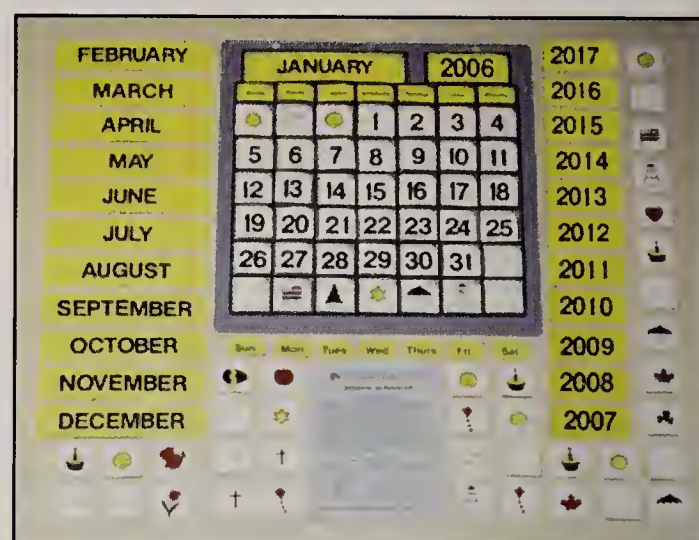 FEBRUARY
MARCH
APRIL
MAY
JUNE
JULY
AUGUST
SEPTEMBER
OCTOBER
NOVEMBER
DECEMBER
JANUARY 2006
1 2 3 4
5 6 7 8 9 10 11
12 13 14 15 16 17 18
19 20 21 22 23 24 25
26 27 28 29 30 31
Sun Mon Tues Wed Thurs Fri Sat
2017
2016
2015
2014
2013
2012
2011
2010
2009
2008
2007